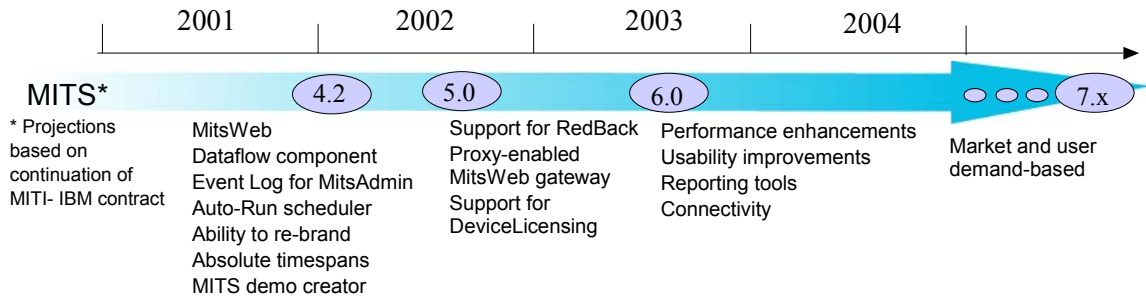 2001 2002 2003 2004
MITS*
4.2 5.0 6.0 7.x
* Projections
based on
continuation of
MITI- IBM contract
MitsWeb
Dataflow component
Event Log for MitsAdmin
Auto-Run scheduler
Ability to re-brand
Absolute timespans
MITS demo creator
Support for RedBack
Proxy-enabled
MitsWeb gateway
Support for
DeviceLicensing
Performance enhancements
Usability improvements
Reporting tools
Connectivity
Market and user
demand-based